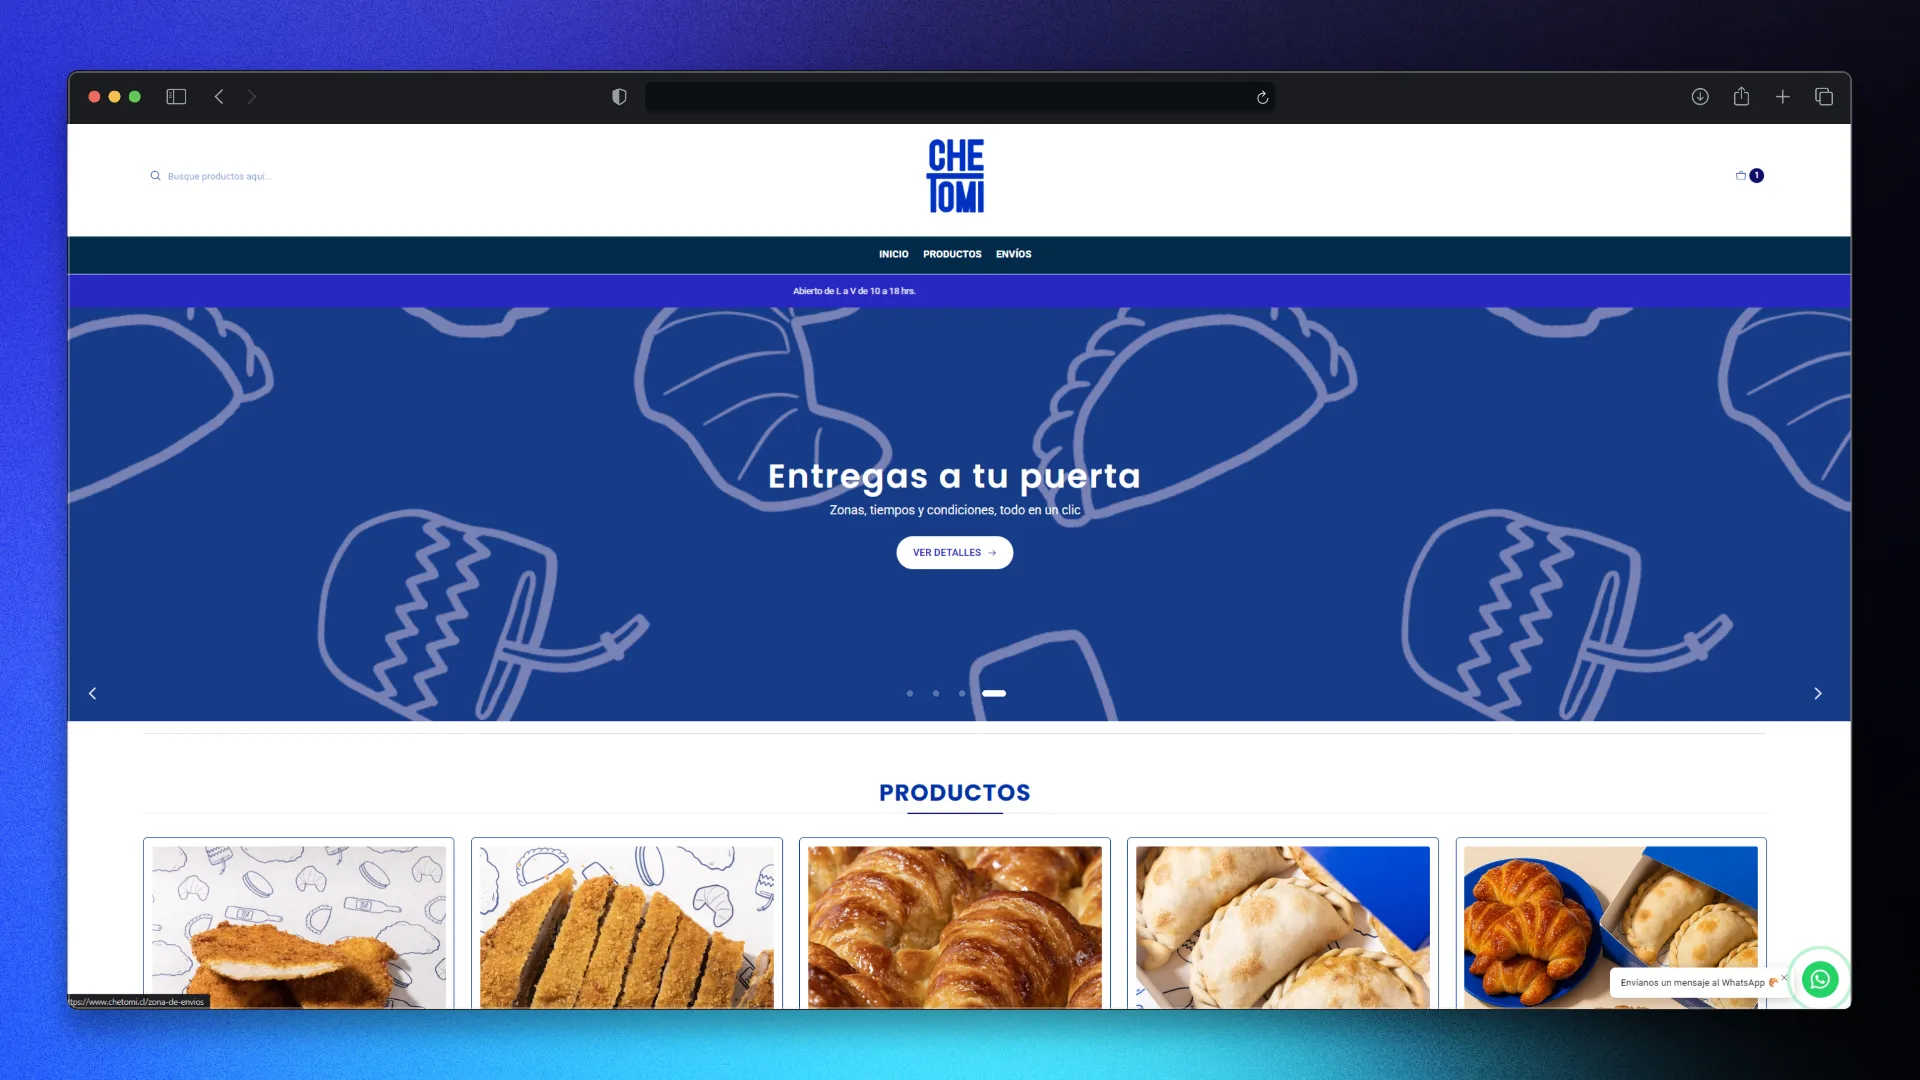 Busque productos aquí...
CHE
TOMI
1
INICIO PRODUCTOS ENVÍOS
Abierto de L a V de 10 a 18 hrs.
Entregas a tu puerta
Zonas, tiempos y condiciones, todo en un clic
VER DETALLES →
PRODUCTOS
Envíanos un mensaje al WhatsApp
ttps://www.chetomi.cl/zona-de-envios